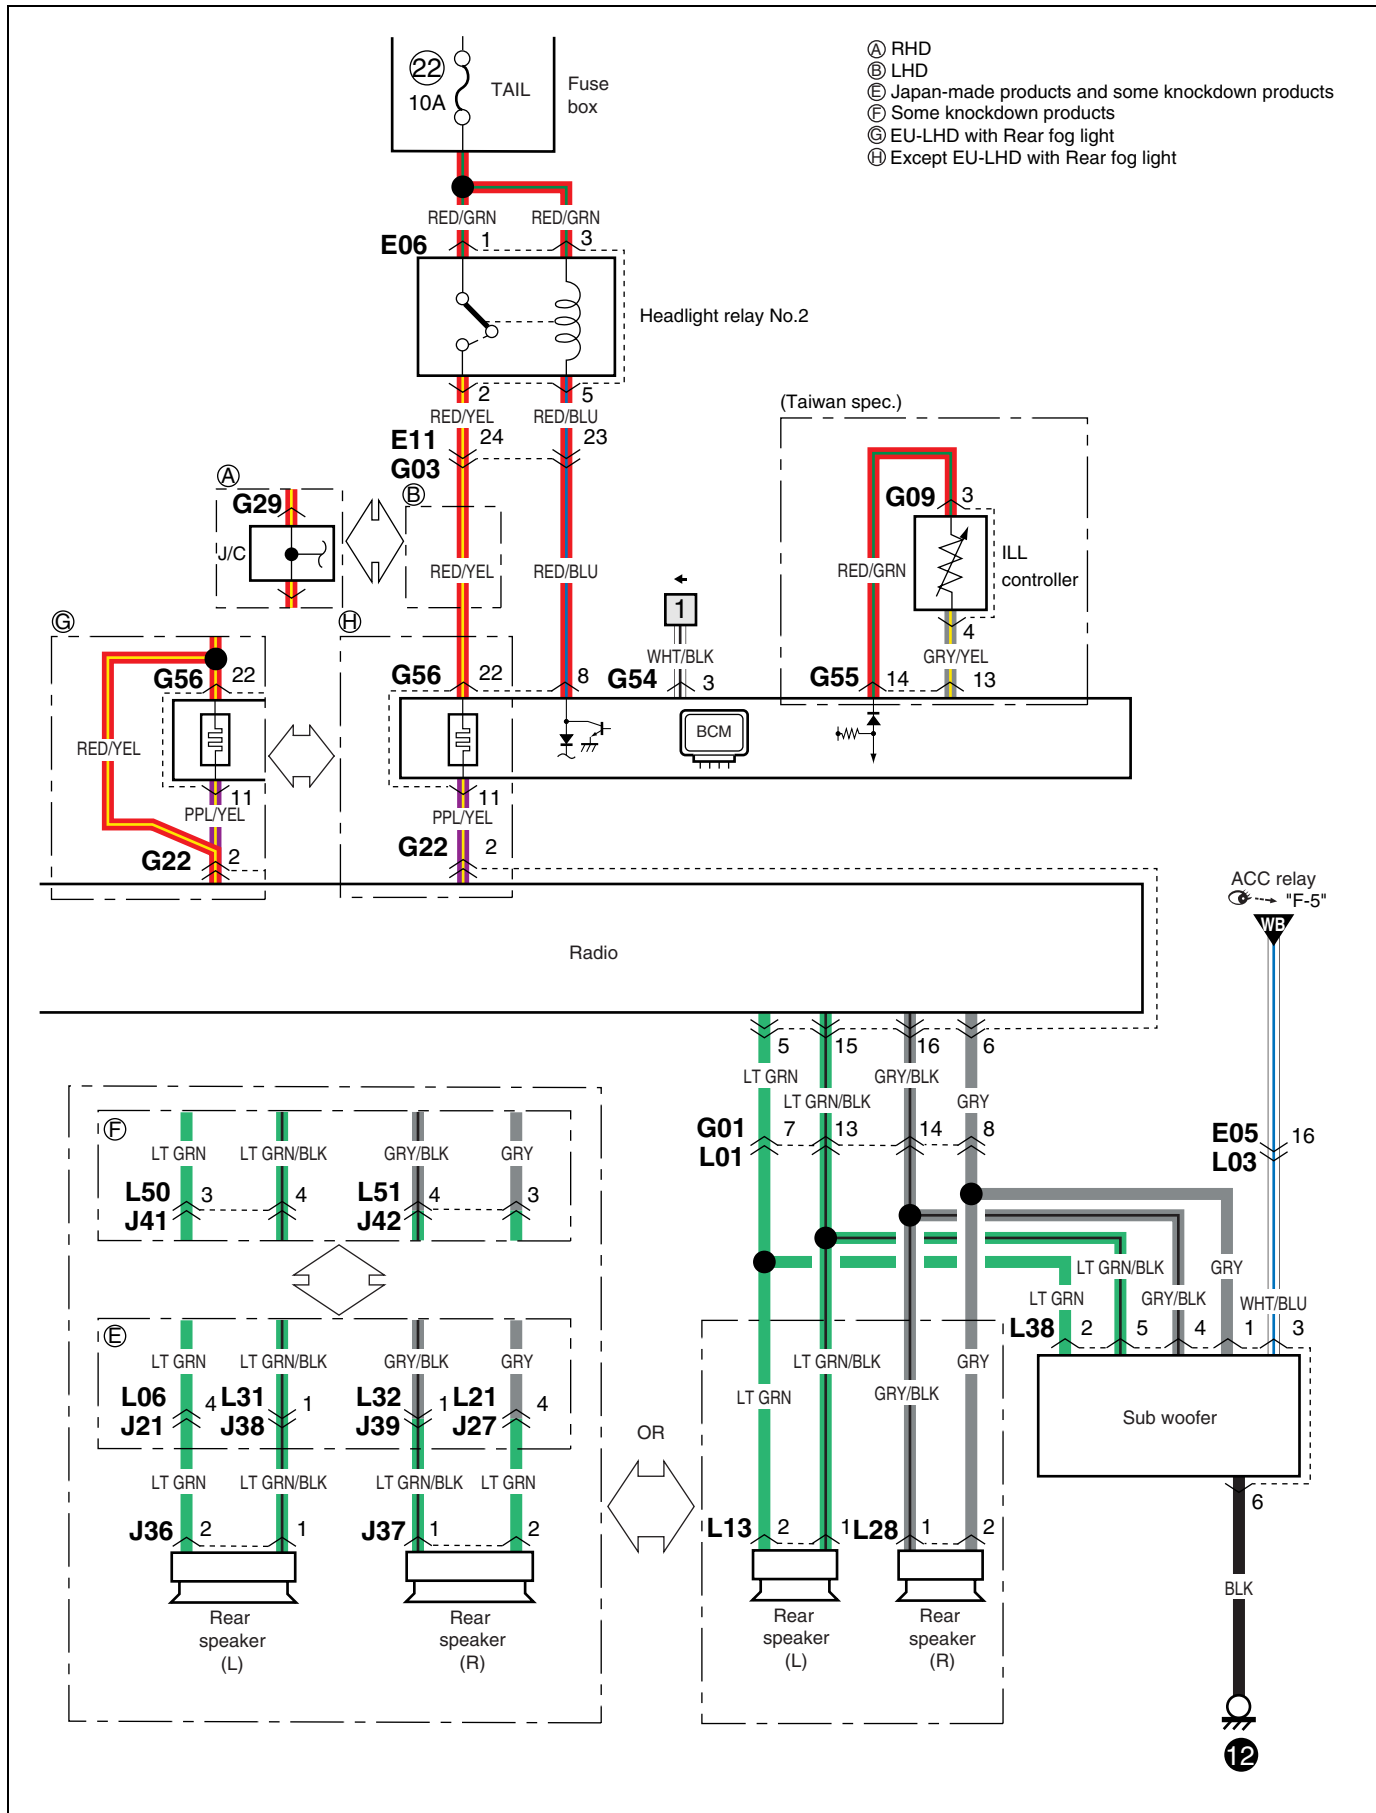 22
10A
TAIL
Fuse
box
A RHD
B LHD
E Japan-made products and some knockdown products
F Some knockdown products
G EU-LHD with Rear fog light
H Except EU-LHD with Rear fog light
RED/GRN RED/GRN
E06 1 3
Headlight relay No.2
2 5
RED/YEL RED/BLU
E11 24 23
G03
(Taiwan spec.)
A
G29
J/C
B
RED/YEL RED/BLU
G09 3
ILL
controller
RED/GRN
4
GRY/YEL
1
WHT/BLK
G H
G56 22
G56 22 8
G54 3
G55 14 13
BCM
RED/YEL
11
PPL/YEL
11
PPL/YEL
G22 2
G22 2
Radio
ACC relay
"F-5"
WB
5 15 16 6
LT GRN GRY/BLK
LT GRN/BLK GRY
G01 7 13 14 8
L01
E05 16
L03
F
LT GRN LT GRN/BLK GRY/BLK GRY
L50 3 4 L51 4 3
J41 J42
LT GRN/BLK GRY
LT GRN GRY/BLK WHT/BLU
L38 2 5 4 1 3
E
LT GRN LT GRN/BLK GRY/BLK GRY
L06 4 L31 1 L32 1 L21 4
J21 J38 J39 J27
LT GRN/BLK GRY
LT GRN GRY/BLK
Sub woofer
OR
LT GRN LT GRN/BLK LT GRN/BLK LT GRN
6
J36 2 1 J37 1 2
L13 2 1 L28 1 2
BLK
Rear
speaker
(L)
Rear
speaker
(R)
Rear
speaker
(L)
Rear
speaker
(R)
12